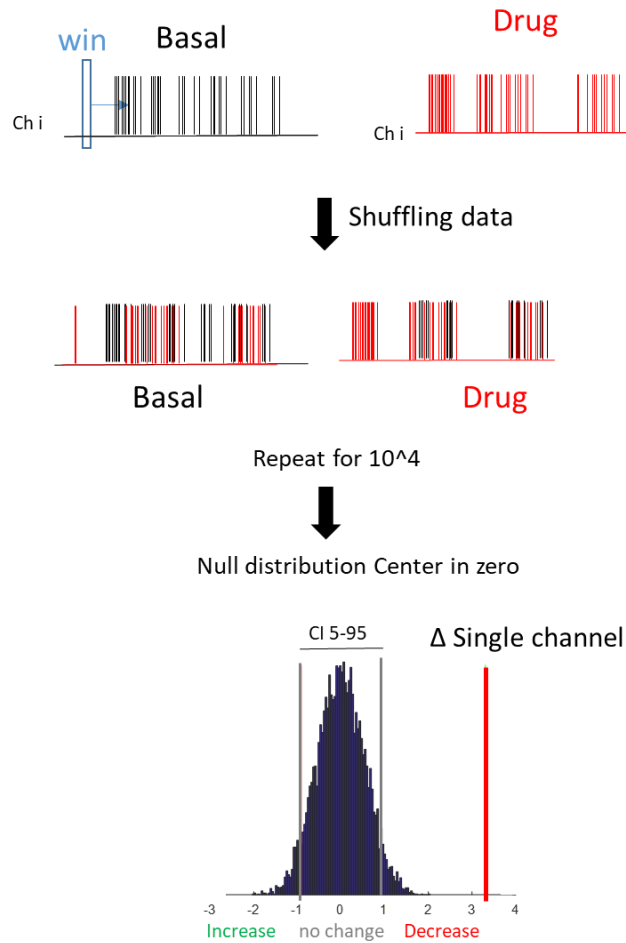 win
Basal
Drug
Ch i
Ch i
Shuffling data
Basal
Drug
Repeat for 10^4
Null distribution Center in zero
CI 5-95
Δ Single channel
-3 -2 -1 0 1 2 3 4
Increase no change Decrease